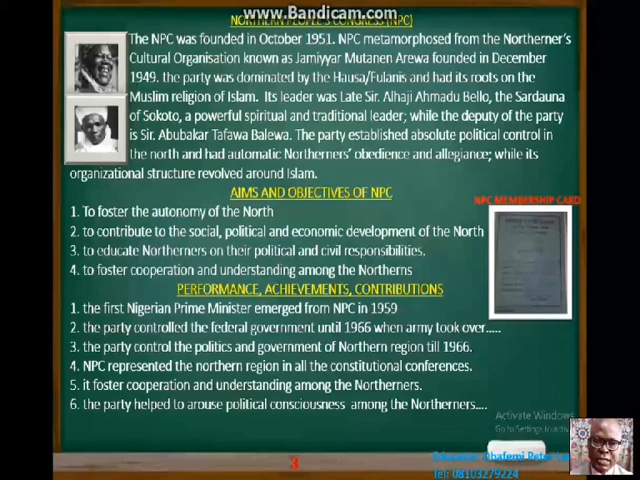 NORTHERN PEOPLE'S CONGRESS (NPC)
www.Bandicam.com
The NPC was founded in October 1951. NPC metamorphosed from the Northerner's
Cultural Organisation known as Jamiyyar Mutanen Arewa founded in December
1949. the party was dominated by the Hausa/Fulanis and had its roots on the
Muslim religion of Islam. Its leader was Late Sir. Alhaji Ahmadu Bello, the Sardauna
of Sokoto, a powerful spiritual and traditional leader; while the deputy of the party
is Sir. Abubakar Tafawa Balewa. The party established absolute political control in
the north and had automatic Northerners' obedience and allegiance; while its
organizational structure revolved around Islam.
AIMS AND OBJECTIVES OF NPC
NPC MEMBERSHIP CARD
1. To foster the autonomy of the North
2. to contribute to the social, political and economic development of the North
3. to educate Northerners on their political and civil responsibilities.
4. to foster cooperation and understanding among the Northerns
PERFORMANCE, ACHIEVEMENTS, CONTRIBUTIONS
1. the first Nigerian Prime Minister emerged from NPC in 1959
2. the party controlled the federal government until 1966 when army took over.....
3. the party control the politics and government of Northern region till 1966.
4. NPC represented the northern region in all the constitutional conferences.
5. it foster cooperation and understanding among the Northerners.
6. the party helped to arouse political consciousness among the Northerners....
Activate Windows
Go to Settings to activ
3
Obafemi Peter
Tel: 08103279224